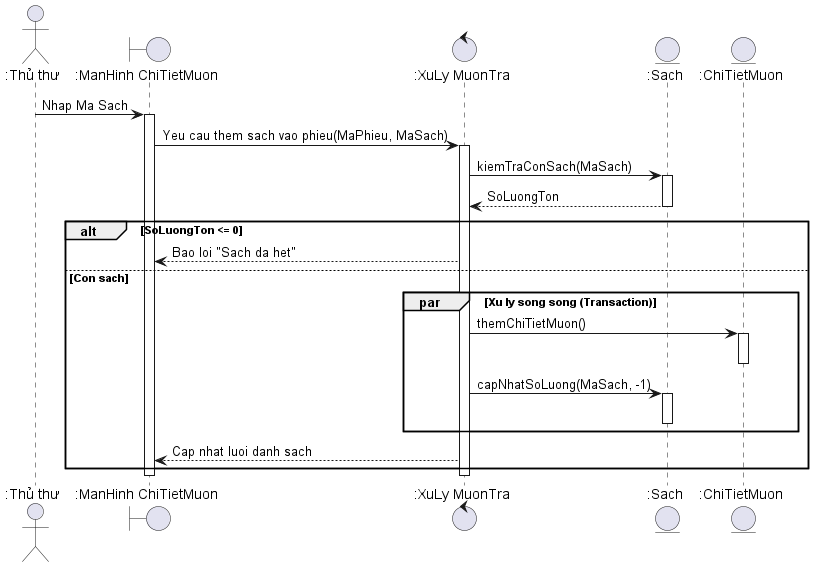 :Thủ thư
:ManHinh ChiTietMuon
:XuLy MuonTra
:Sach
:ChiTietMuon
Nhap Ma Sach
Yeu cau them sach vao phieu(MaPhieu, MaSach)
kiemTraConSach(MaSach)
SoLuongTon
alt
[SoLuongTon <= 0]
Bao loi "Sach da het"
[Con sach]
par
[Xu ly song song (Transaction)]
themChiTietMuon()
capNhatSoLuong(MaSach, -1)
Cap nhat luoi danh sach
:Thủ thư
:ManHinh ChiTietMuon
:XuLy MuonTra
:Sach
:ChiTietMuon